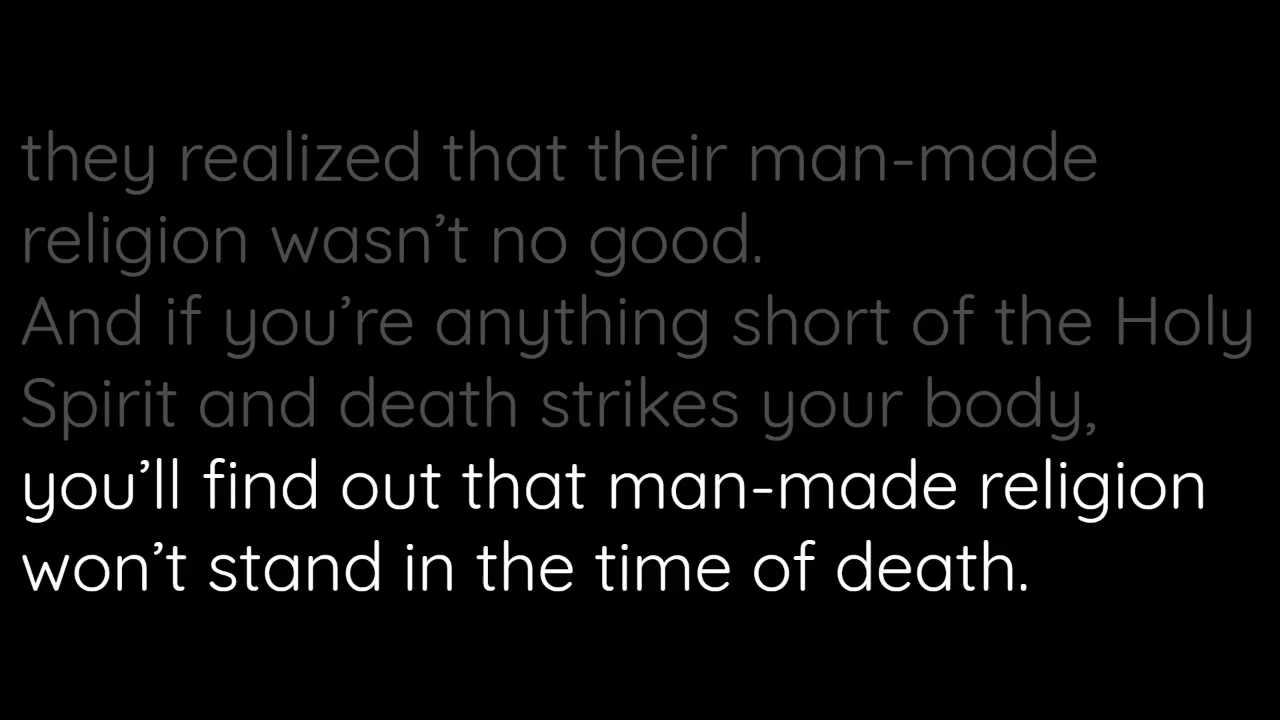 they realized that their man-made
religion wasn’t no good.
And if you’re anything short of the Holy
Spirit and death strikes your body,
you’ll find out that man-made religion
won’t stand in the time of death.